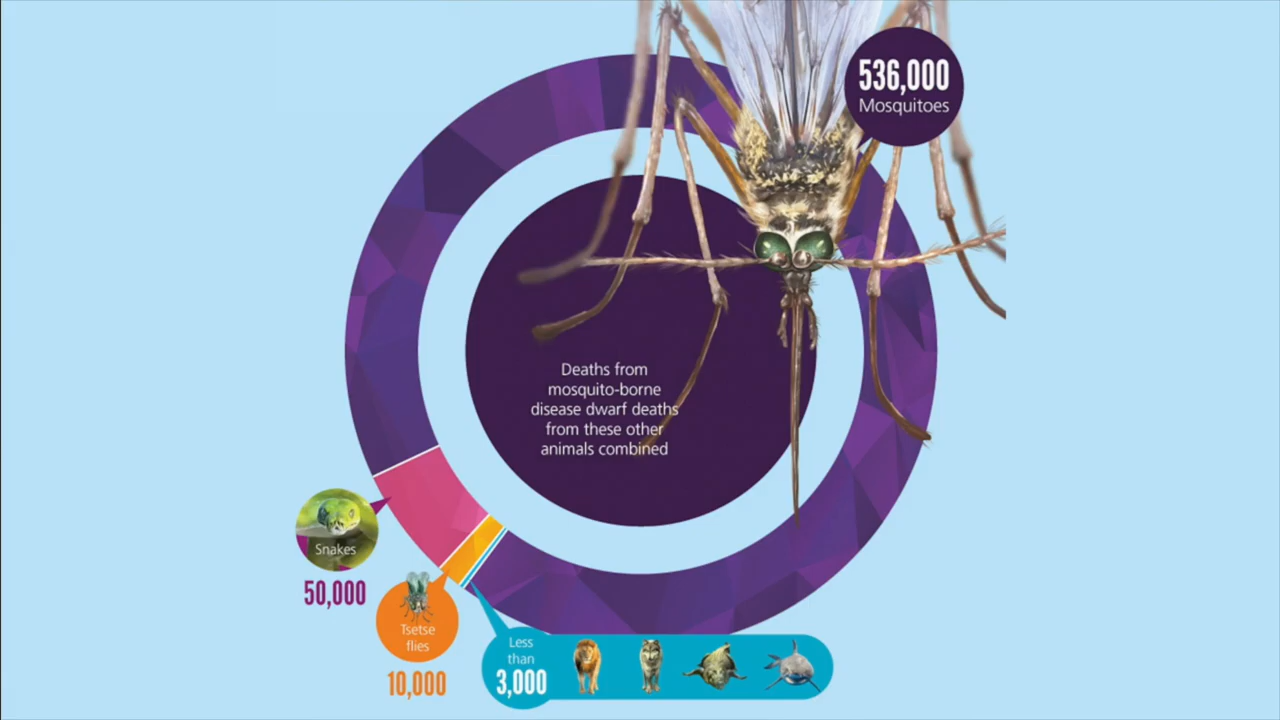 536,000
Mosquitoes
Deaths from
mosquito-borne
disease dwarf deaths
from these other
animals combined
Snakes
50,000
Tsetse
flies
10,000
Less
than
3,000